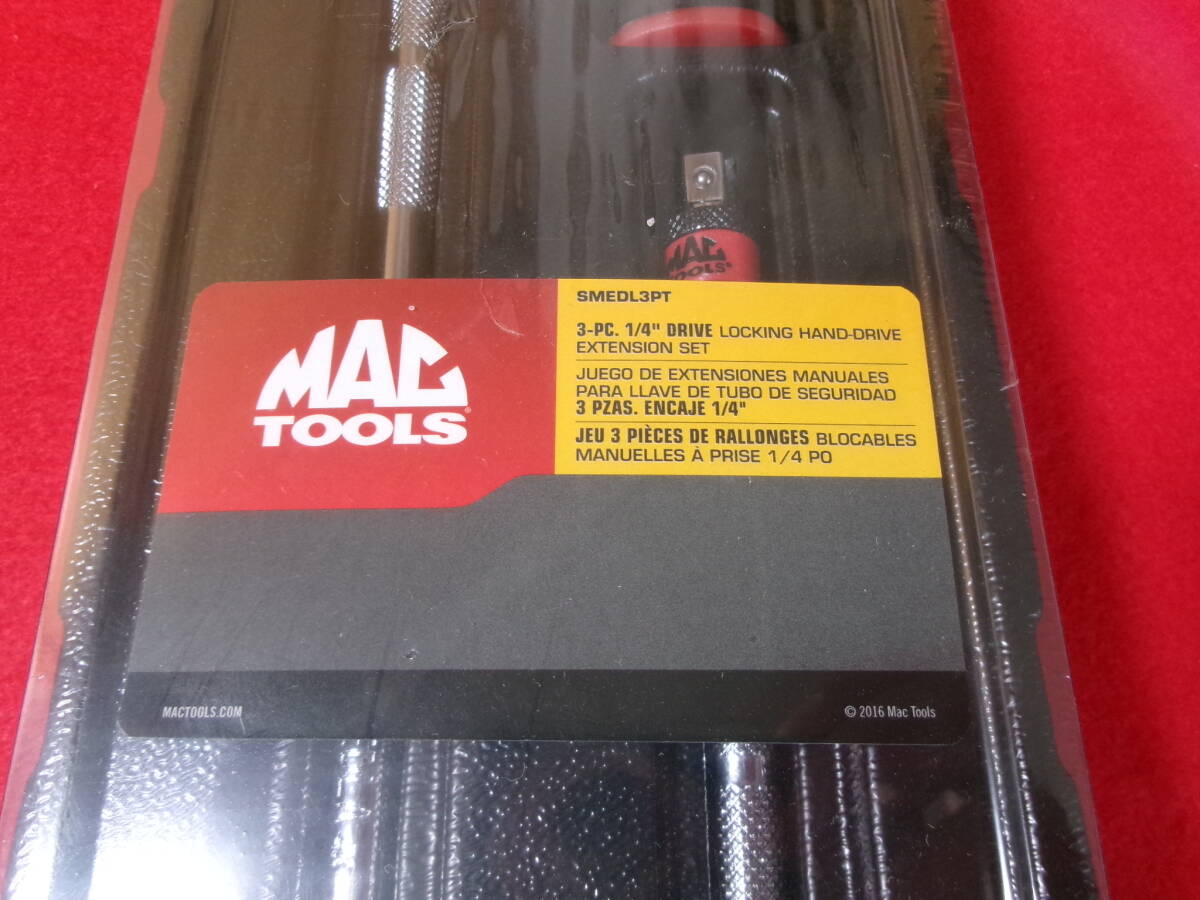 MAC
TOOLS®
MAC
TOOLS®
SMEDL3PT
3-PC. 1/4" DRIVE LOCKING HAND-DRIVE
EXTENSION SET
JUEGO DE EXTENSIONES MANUALES
PARA LLAVE DE TUBO DE SEGURIDAD
3 PZAS. ENCAJE 1/4"
JEU 3 PIÈCES DE RALLONGES BLOCABLES
MANUELLES À PRISE 1/4 PO
MACTOOLS.COM
© 2016 Mac Tools